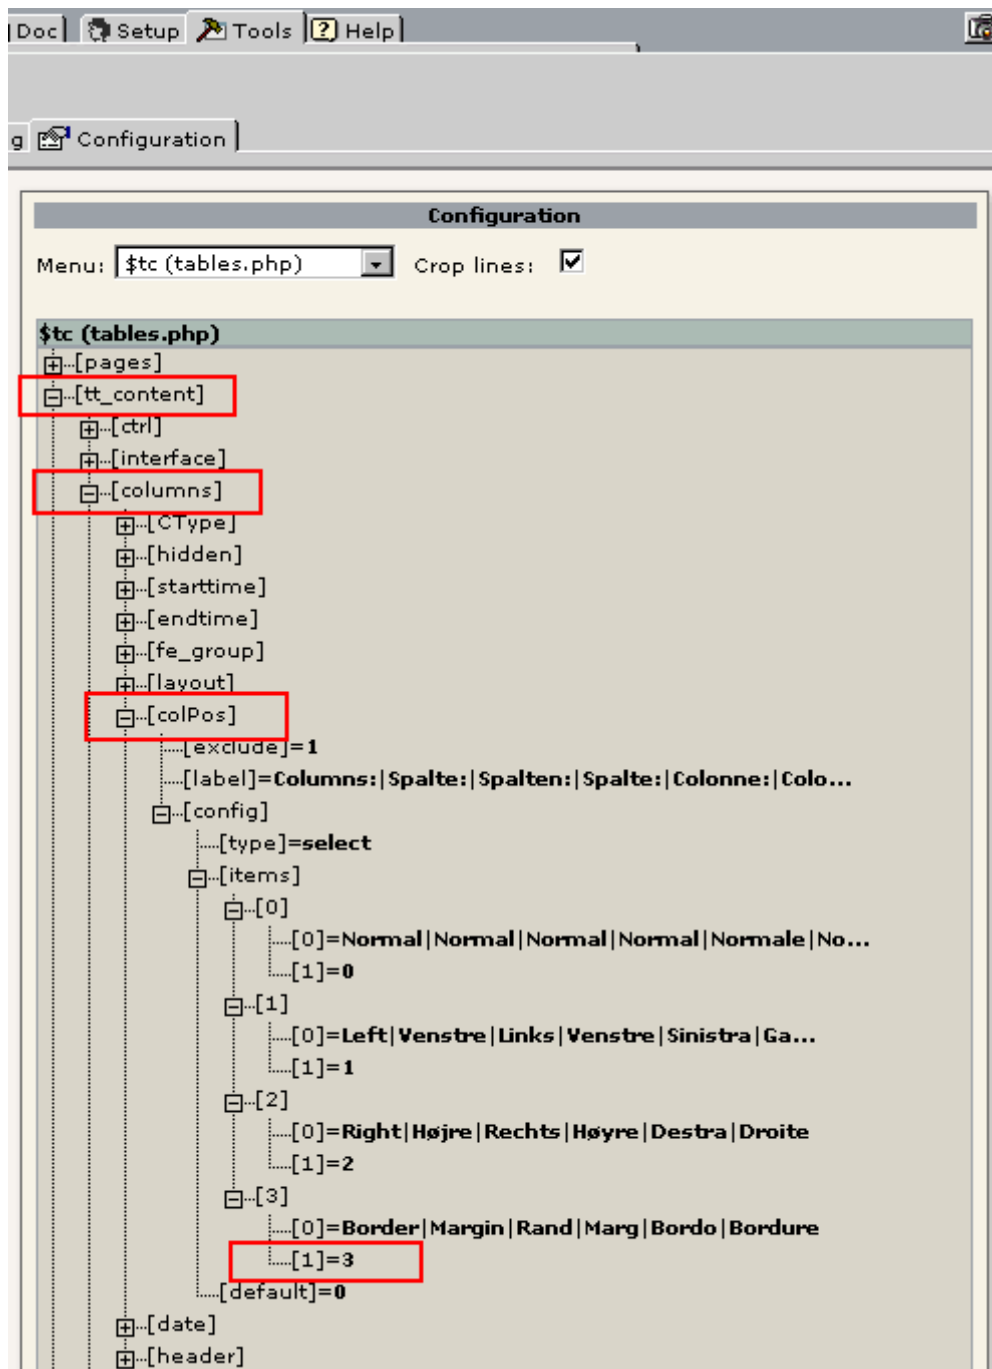 Doc Setup Tools Help
g Configuration
Configuration
Menu: $tc (tables.php) Crop lines:
$tc (tables.php)
[pages]
[tt_content]
[ctrl]
[interface]
[columns]
[CType]
[hidden]
[starttime]
[endtime]
[fe_group]
[layout]
[colPos]
[exclude]=1
[label]=Columns:|Spalte:|Spalten:|Spalte:|Colonne:|Colo...
[config]
[type]=select
[items]
[0]
[0]=Normal|Normal|Normal|Normal|Normale|No...
[1]=0
[1]
[0]=Left|Venstre|Links|Venstre|Sinistra|Ga...
[1]=1
[2]
[0]=Right|Højre|Rechts|Høyre|Destra|Droite
[1]=2
[3]
[0]=Border|Margin|Rand|Marg|Bordo|Bordure
[1]=3
[default]=0
[date]
[header]